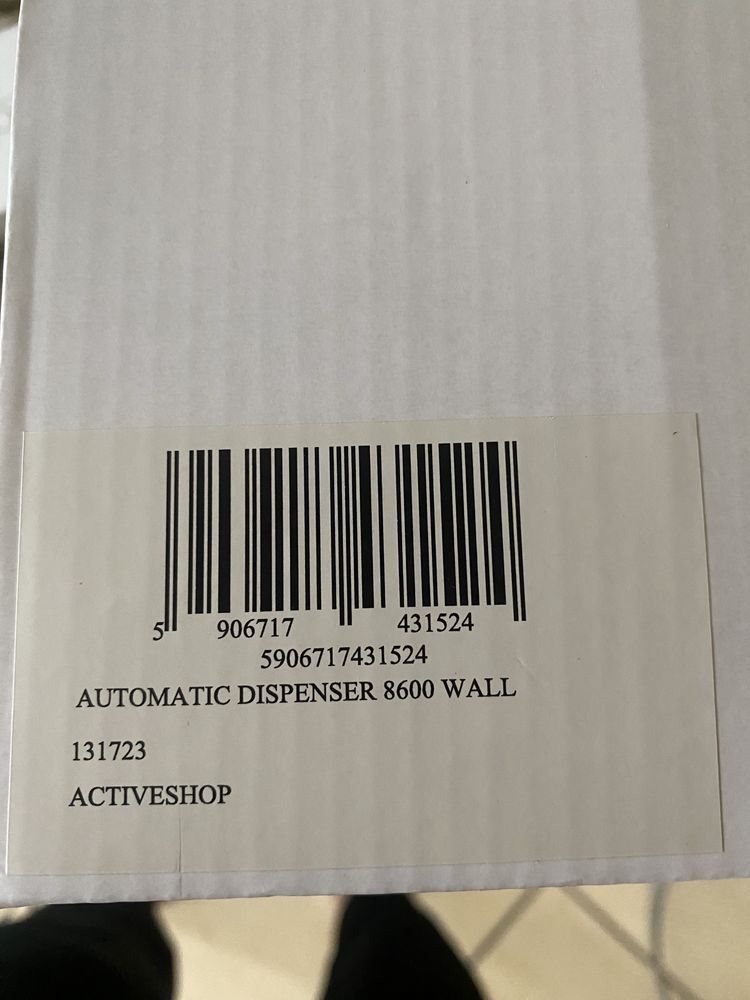 5 906717 431524
5906717431524
AUTOMATIC DISPENSER 8600 WALL
131723
ACTIVESHOP